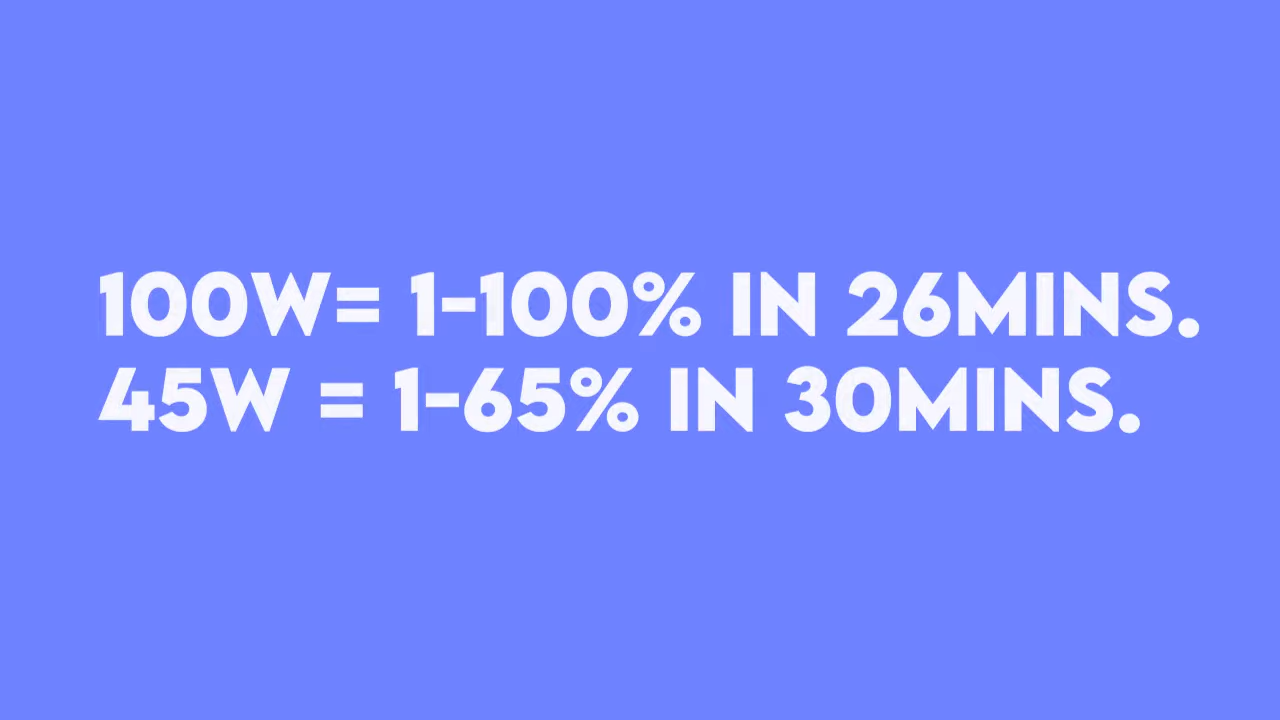 100W= 1-100% IN 26MINS.
45W = 1-65% IN 30MINS.